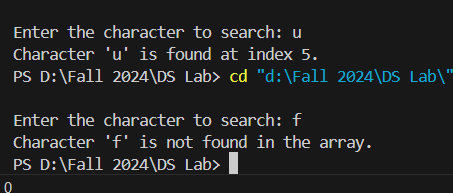 Enter the character to search: u
Character 'u' is found at index 5.
PS D:\Fall 2024\DS Lab> cd "d:\Fall 2024\DS Lab\"
Enter the character to search: f
Character 'f' is not found in the array.
PS D:\Fall 2024\DS Lab>
0